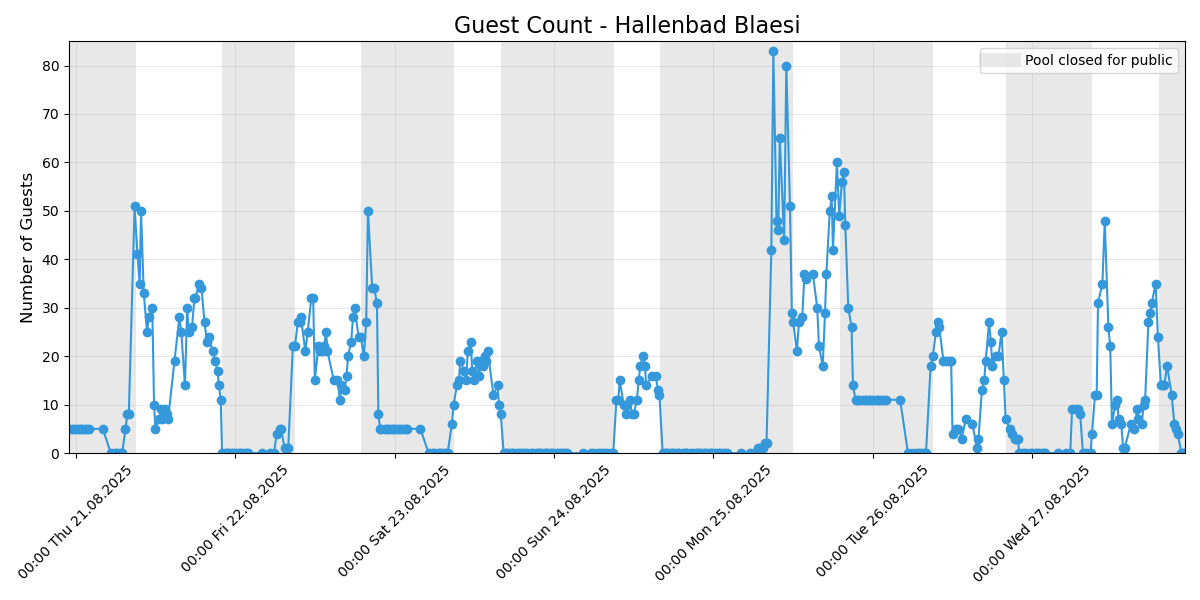 Guest Count - Hallenbad Blaesi
Pool closed for public
Number of Guests
80
70
60
50
40
30
20
10
0
00:00 Thu 21.08.2025
00:00 Fri 22.08.2025
00:00 Sat 23.08.2025
00:00 Sun 24.08.2025
00:00 Mon 25.08.2025
00:00 Tue 26.08.2025
00:00 Wed 27.08.2025